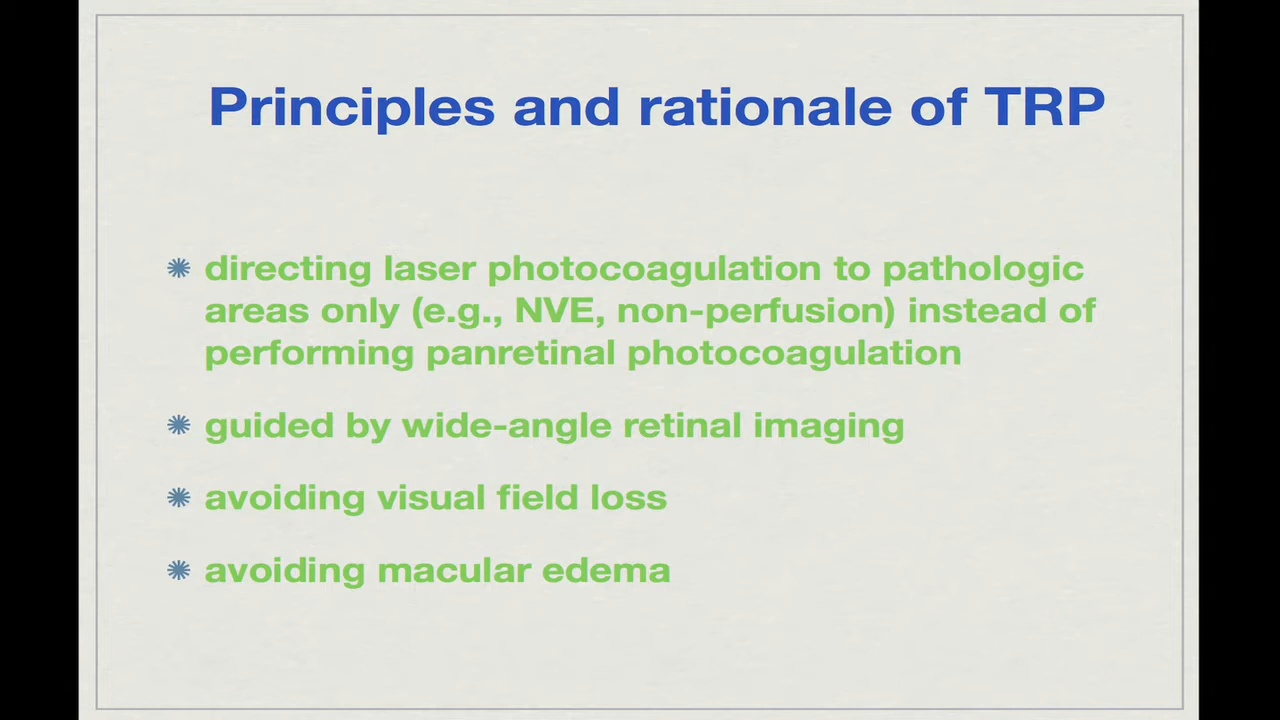 Principles and rationale of TRP
directing laser photocoagulation to pathologic
areas only (e.g., NVE, non-perfusion) instead of
performing panretinal photocoagulation
guided by wide-angle retinal imaging
avoiding visual field loss
avoiding macular edema